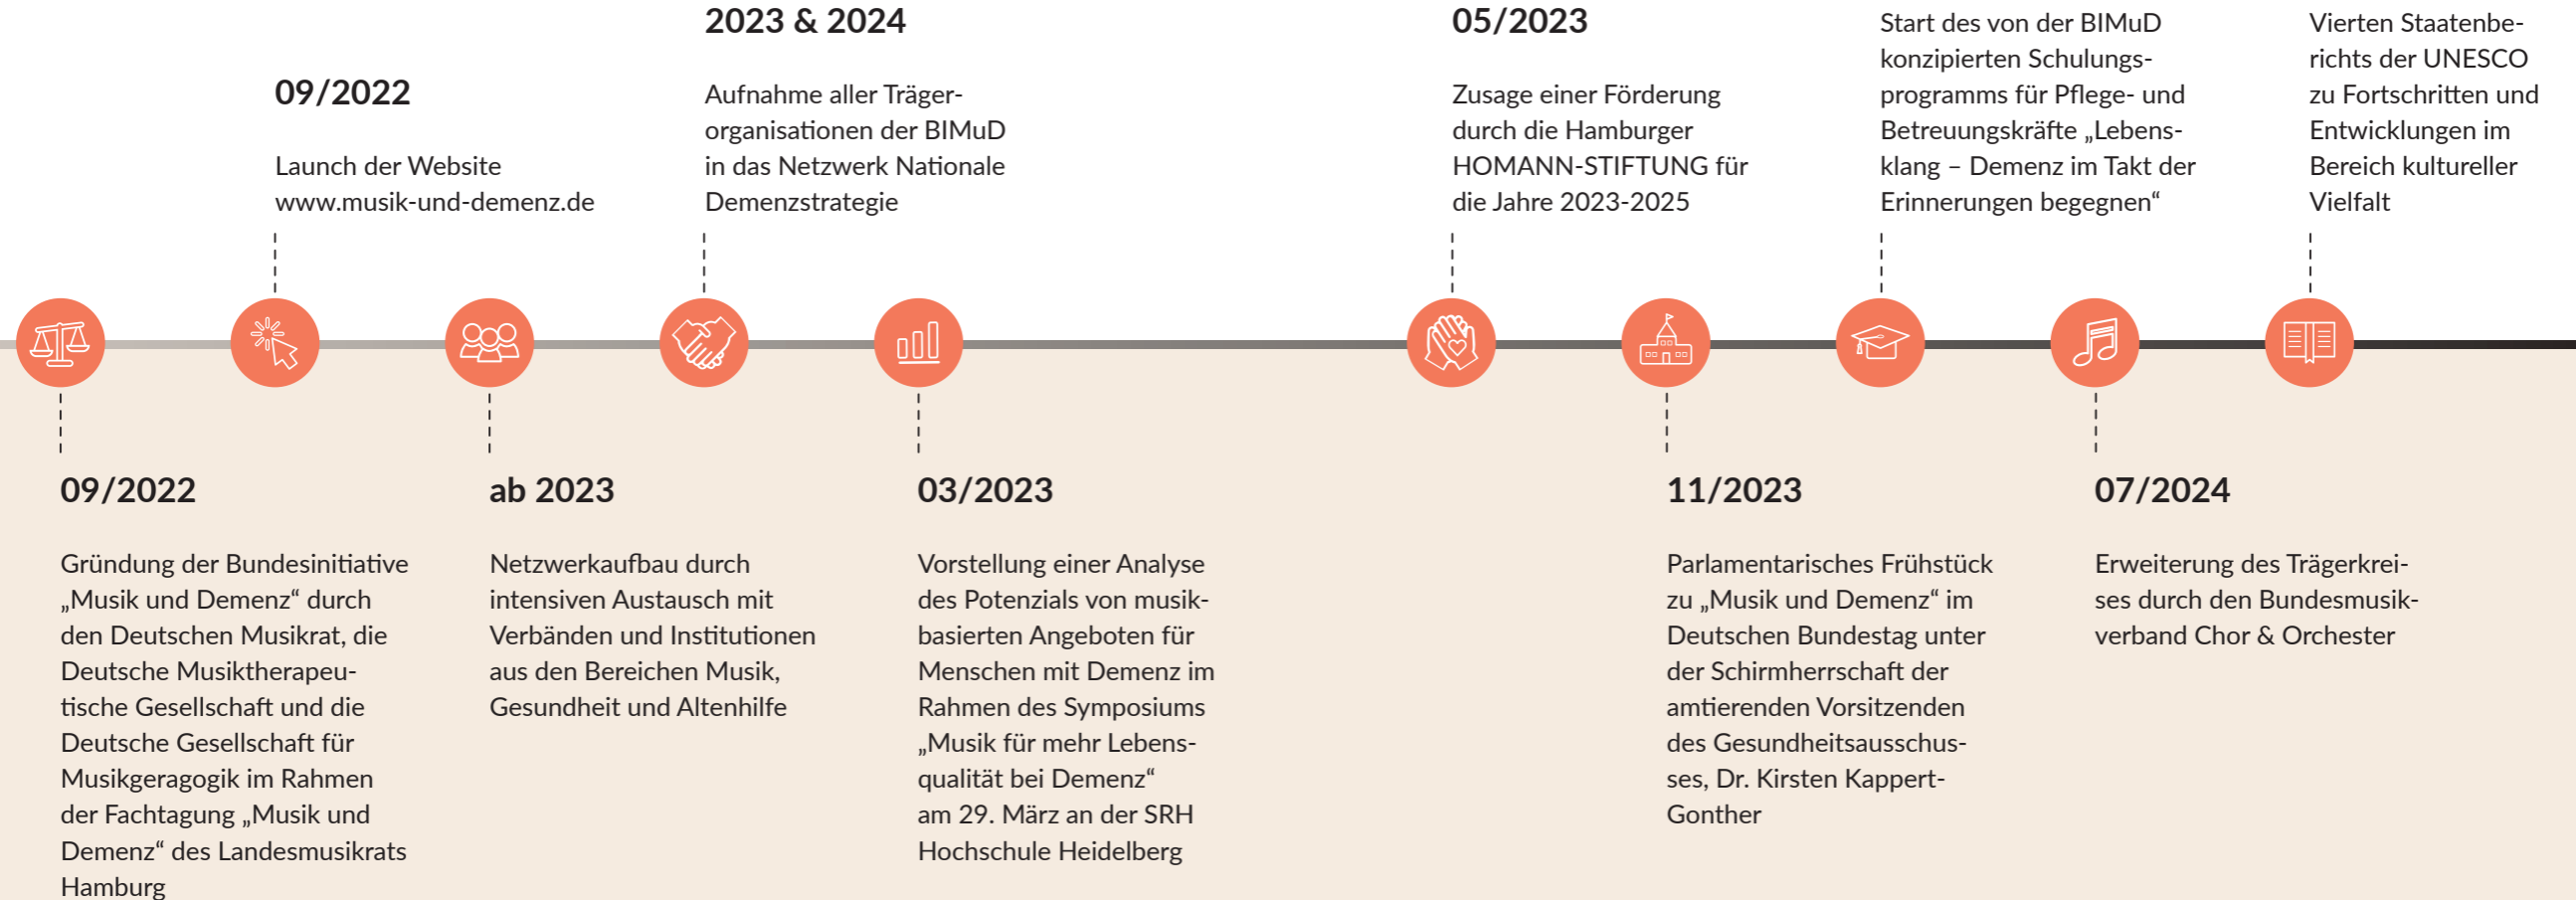 09/2022
Gründung der Bundesinitiative
„Musik und Demenz“ durch
den Deutschen Musikrat, die
Deutsche Musiktherapeu-
tische Gesellschaft und die
Deutsche Gesellschaft für
Musikgeragogik im Rahmen
der Fachtagung „Musik und
Demenz“ des Landesmusikrats
Hamburg
09/2022
Launch der Website
www.musik-und-demenz.de
ab 2023
Netzwerkaufbau durch
intensiven Austausch mit
Verbänden und Institutionen
aus den Bereichen Musik,
Gesundheit und Altenhilfe
2023 & 2024
Aufnahme aller Träger-
organisationen der BIMuD
in das Netzwerk Nationale
Demenzstrategie
03/2023
Vorstellung einer Analyse
des Potenzials von musik-
basierten Angeboten für
Menschen mit Demenz im
Rahmen des Symposiums
„Musik für mehr Lebens-
qualität bei Demenz“
am 29. März an der SRH
Hochschule Heidelberg
05/2023
Zusage einer Förderung
durch die Hamburger
HOMANN-STIFTUNG für
die Jahre 2023-2025
11/2023
Parlamentarisches Frühstück
zu „Musik und Demenz“ im
Deutschen Bundestag unter
der Schirmherrschaft der
amtierenden Vorsitzenden
des Gesundheitsausschus-
ses, Dr. Kirsten Kappert-
Gonther
Start des von der BIMuD
konzipierten Schulungs-
programms für Pflege- und
Betreuungskräfte „Lebens-
klang – Demenz im Takt der
Erinnerungen begegnen“
07/2024
Erweiterung des Trägerkrei-
ses durch den Bundesmusik-
verband Chor & Orchester
Vierten Staatenbe-
richts der UNESCO
zu Fortschritten und
Entwicklungen im
Bereich kultureller
Vielfalt